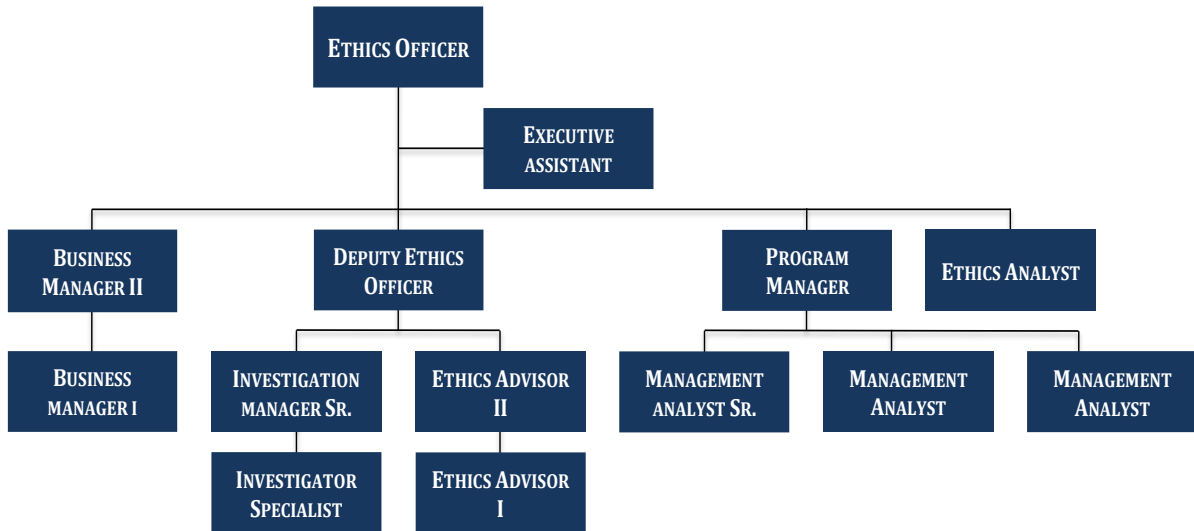 ETHICS OFFICER
EXECUTIVE
ASSISTANT
BUSINESS
MANAGER II
DEPUTY ETHICS
OFFICER
PROGRAM
MANAGER
ETHICS ANALYST
BUSINESS
MANAGER I
INVESTIGATION
MANAGER SR.
ETHICS ADVISOR
II
MANAGEMENT
ANALYST SR.
MANAGEMENT
ANALYST
MANAGEMENT
ANALYST
INVESTIGATOR
SPECIALIST
ETHICS ADVISOR
I